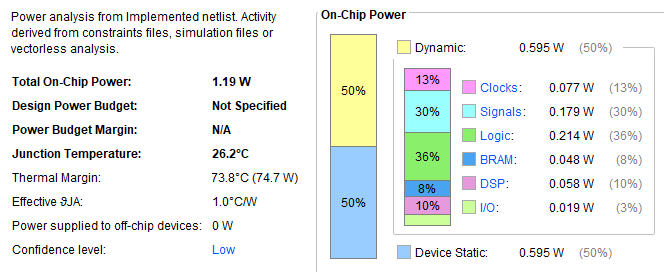 Power analysis from Implemented netlist. Activity
derived from constraints files, simulation files or
vectorless analysis.
Total On-Chip Power: 1.19 W
Design Power Budget: Not Specified
Power Budget Margin: N/A
Junction Temperature: 26.2°C
Thermal Margin: 73.8°C (74.7 W)
Effective ϑJA: 1.0°C/W
Power supplied to off-chip devices: 0 W
Confidence level: Low
On-Chip Power
50%
50%
Dynamic: 0.595 W (50%)
13%
30%
36%
8%
10%
Clocks: 0.077 W (13%)
Signals: 0.179 W (30%)
Logic: 0.214 W (36%)
BRAM: 0.048 W (8%)
DSP: 0.058 W (10%)
I/O: 0.019 W (3%)
Device Static: 0.595 W (50%)